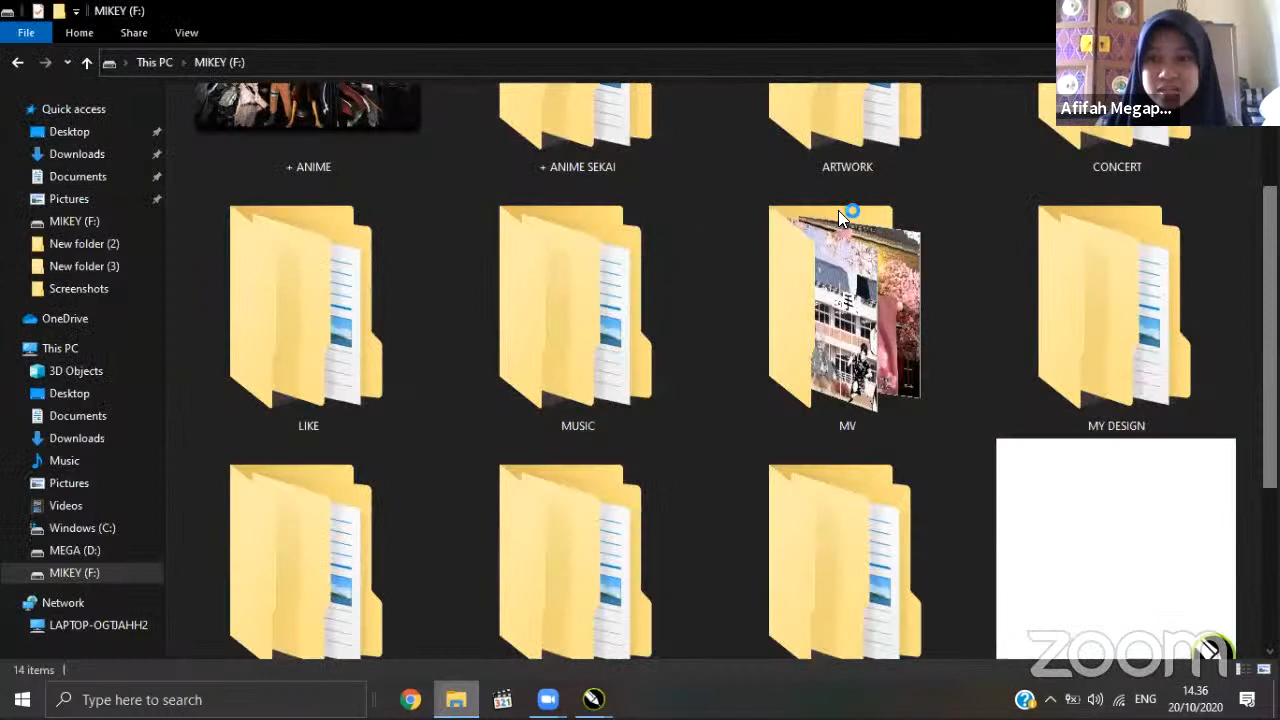 MIKEY (F:)
File Home Share View
This PC MIKEY (F:)
Afifah Megap...
Quick access
Desktop
Downloads
Documents
Pictures
MIKEY (F:)
New folder (2)
New folder (3)
Screenshots
OneDrive
This PC
3D Objects
Desktop
Documents
Downloads
Music
Pictures
Videos
Windows (C:)
MEGA (D:)
MIKEY (F:)
Network
LAPTOP-OGTJAHH2
+ ANIME + ANIME SEKAI ARTWORK CONCERT
LIKE MUSIC MV MY DESIGN
手
zoom
14 items
Type here to search
ENG
14.36
20/10/2020